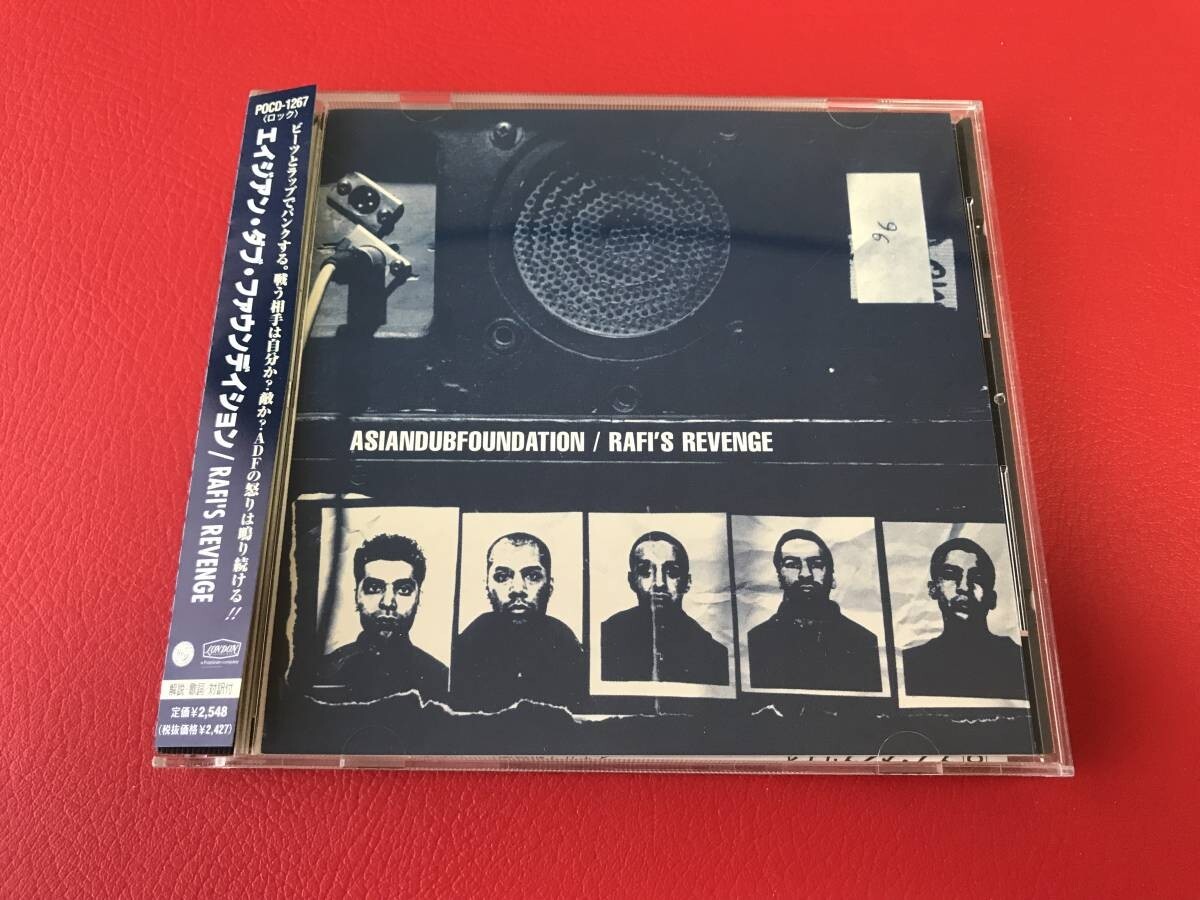 POCD-1267
〈ロック〉
エイジアン・ダブ・ファウンデイション/RAFI'S REVENGE
ビーツとラップで、パンクする。戦う相手は自分か?敵か?ADFの怒りは鳴り続ける!!
LONDON
解説・歌詞・対訳付
定価¥2,548
(税抜価格¥2,427)
96
ASIANDUBFOUNDATION / RAFI'S REVENGE